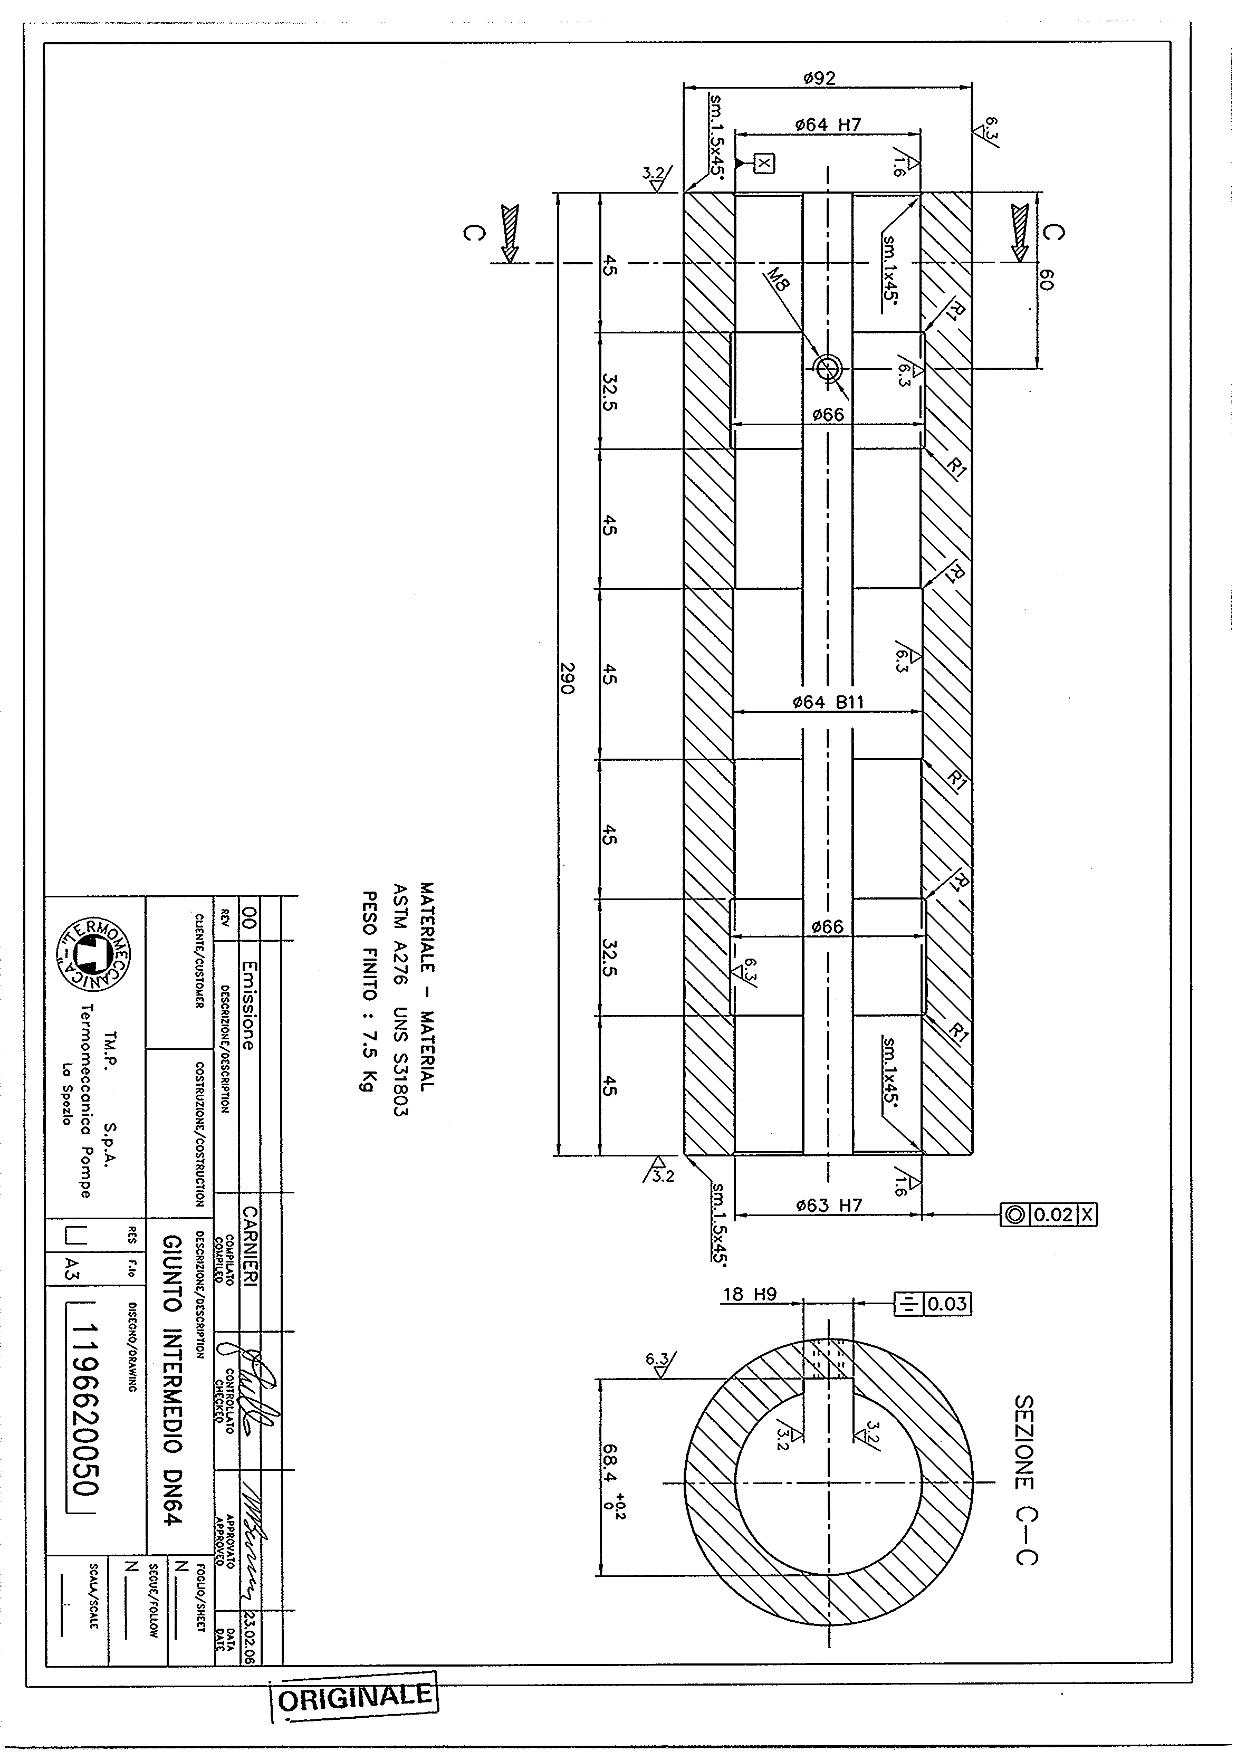 ø92
ø64 H7
sm.1.5x45°
X
1.6
6.3
3.2
C
C
60
45
sm.1x45°
M8
R1
32.5
6.3
ø66
R1
45
R1
45
6.3
290
ø64 B11
R1
45
R1
ø66
32.5
6.3
R1
45
sm.1x45°
3.2
1.6
sm.1.5x45°
ø63 H7
0.02 X
18 H9
0.03
6.3
3.2
3.2
68.4 +0.2 0
SEZIONE C-C
MATERIALE - MATERIAL
ASTM A276 UNS S31803
PESO FINITO : 7.5 Kg
00 Emissione CARNIERI 23.02.06
REV DESCRIZIONE/DESCRIPTION COMPILATO COMPILED CONTROLLATO CHECKED APPROVATO APPROVED DATA DATE
CLIENTE/CUSTOMER COSTRUZIONE/COSTRUCTION DESCRIZIONE/DESCRIPTION FOGLIO/SHEET
GIUNTO INTERMEDIO DN64 N
SEGUE/FOLLOW
N
"TERMOMECCANICA"
T
TM.P. S.p.A.
Termomeccanica Pompe
La Spezia
RES F.to DISEGNO/DRAWING SCALA/SCALE
A3 1196620050 :
ORIGINALE